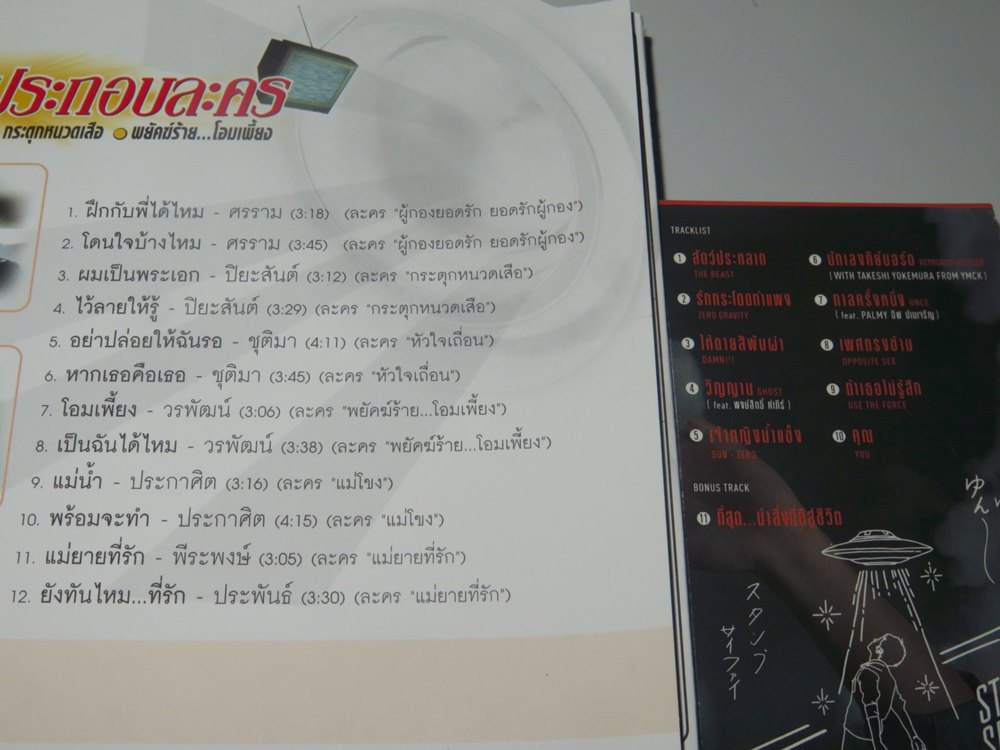 ประกอบละคร
กระตุกหนวดเสือ ● พยัคฆ์ร้าย...โอมเพี้ยง
1. ฝึกกับพี่ได้ไหม - ศรราม (3:18) (ละคร "ผู้กองยอดรัก ยอดรักผู้กอง")
2. โดนใจบ้างไหม - ศรราม (3:45) (ละคร "ผู้กองยอดรัก ยอดรักผู้กอง")
3. ผมเป็นพระเอก - ปิยะสันต์ (3:12) (ละคร "กระตุกหนวดเสือ")
4. ไว้ลายให้รู้ - ปิยะสันต์ (3:29) (ละคร "กระตุกหนวดเสือ")
5. อย่าปล่อยให้ฉันรอ - ชุติมา (4:11) (ละคร "หัวใจเถื่อน")
6. หากเธอคือเธอ - ชุติมา (3:45) (ละคร "หัวใจเถื่อน")
7. โอมเพี้ยง - วรพัฒน์ (3:06) (ละคร "พยัคฆ์ร้าย...โอมเพี้ยง")
8. เป็นฉันได้ไหม - วรพัฒน์ (3:38) (ละคร "พยัคฆ์ร้าย...โอมเพี้ยง")
9. แม่น้ำ - ประกาศิต (3:16) (ละคร "แม่โขง")
10. พร้อมจะทำ - ประกาศิต (4:15) (ละคร "แม่โขง")
11. แม่ยายที่รัก - พีระพงษ์ (3:05) (ละคร "แม่ยายที่รัก")
12. ยังทันไหม...ที่รัก - ประพันธ์ (3:30) (ละคร "แม่ยายที่รัก")
TRACKLIST
1 สัตว์ประหลาด
THE BEAST
2 รักกระโดดกำแพง
ZERO GRAVITY
3 ให้ตายสิพับผ่า
DAMN!!!
4 วิญญาณ GHOST
( feat. พงษ์สิทธิ์ คำภีร์ )
5 เจ้าหญิงน้ำแข็ง
SUB - ZERO
6 นักเลงคีย์บอร์ด KEYBOARD HUSTLER
(WITH TAKESHI YOKEMURA FROM YMCK )
7 กาลครั้งหนึ่ง ONCE
( feat. PALMY อีฟ ปานเจริญ )
8 เพศตรงข้าม
OPPOSITE SEX
9 ถ้าเธอไม่รู้สึก
USE THE FORCE
10 คุณ
YOU
BONUS TRACK
11 ที่สุด...นำสิ่งที่ดีสู่ชีวิต
スタンプ
サイファイ